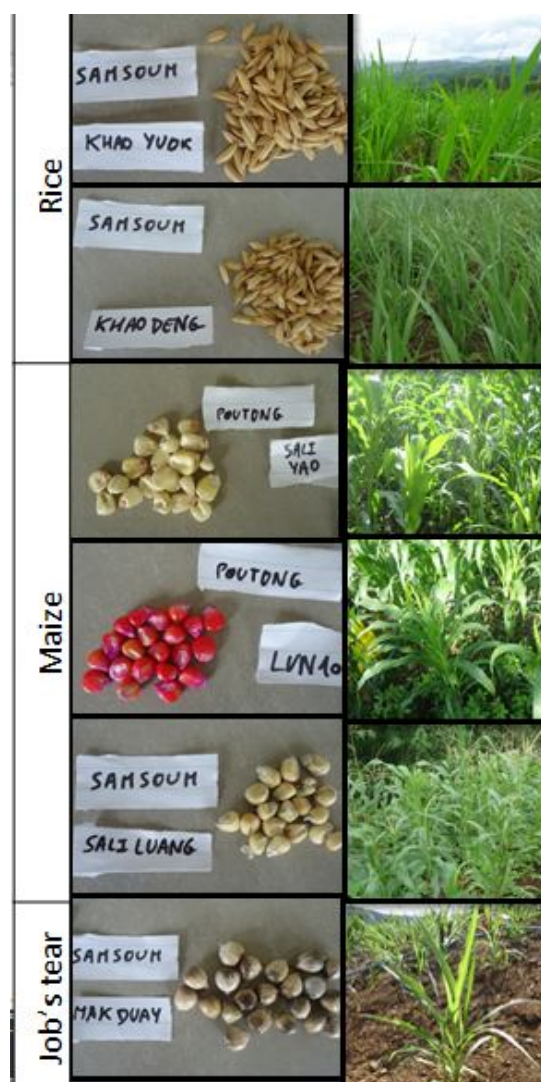 Rice
SAMSOUM
KHAO YUOK
SAMSOUM
KHAO DENG
Maize
POUTONG
SALI
YAO
POUTONG
LVN10
SAMSOUM
SALI LUANG
Job's tear
SAMSOUM
MAK DUAY